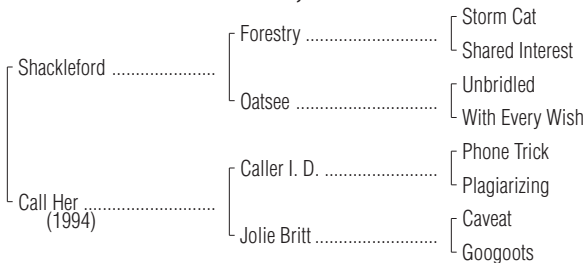 Storm Cat
Forestry ....................................
Shared Interest
Shackleford ......................
Unbridled
Oatsee .....................................
With Every Wish
Phone Trick
Caller I. D. ...............................
Plagiarizing
Call Her ............................
(1994)
Caveat
Jolie Britt .................................
Googoots